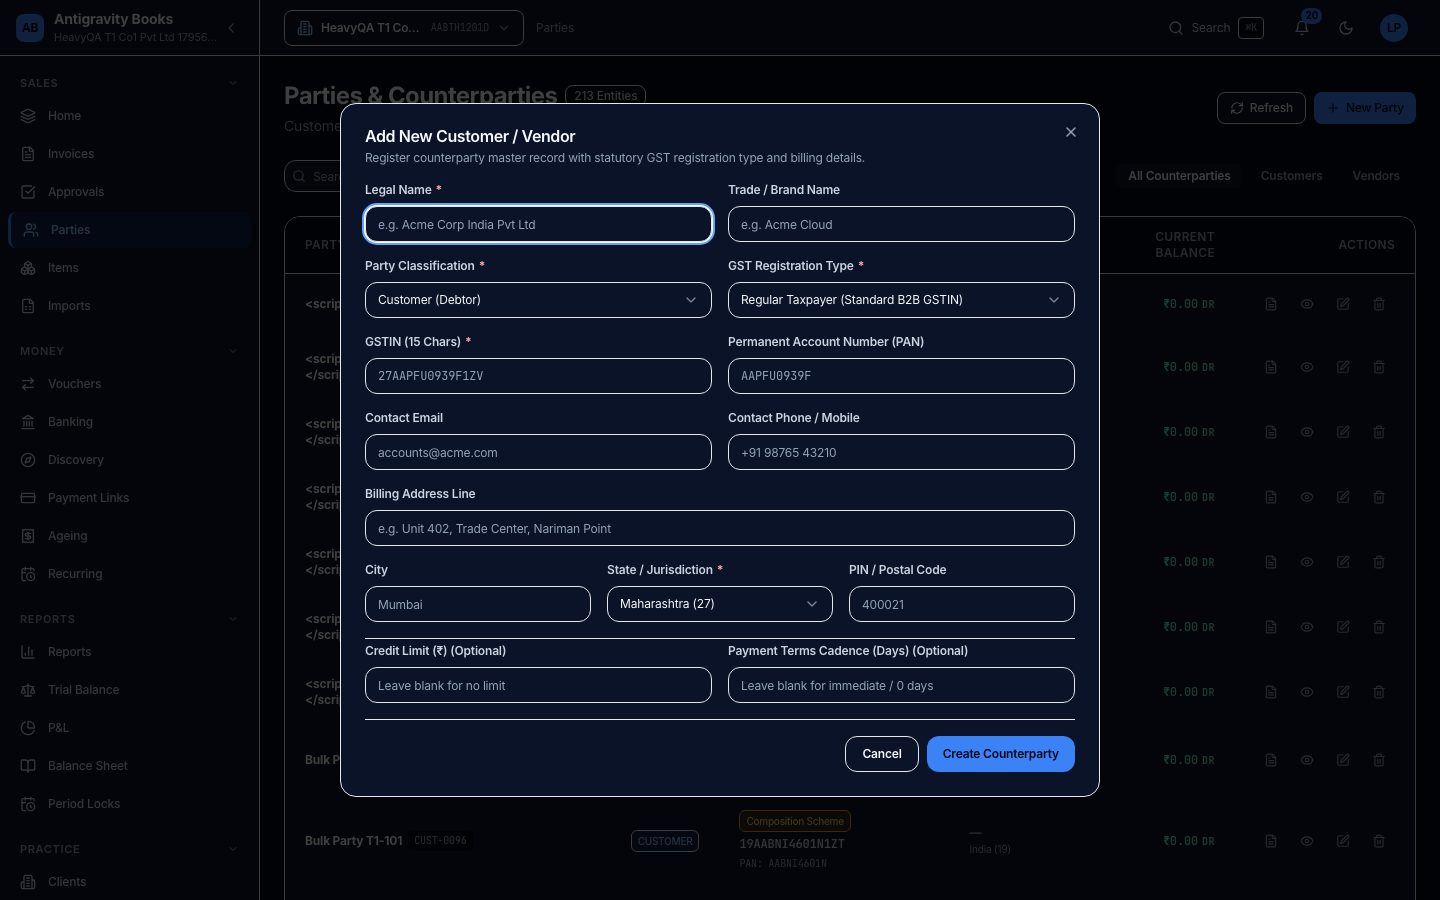 AB
Antigravity Books
HeavyQA T1 Co1 Pvt Ltd 17956...
HeavyQA T1 Co... AABTH1201D
Parties
Search ⌘K
20
LP
SALES
Home
Invoices
Approvals
Parties
Items
Imports
MONEY
Vouchers
Banking
Discovery
Payment Links
Ageing
Recurring
REPORTS
Reports
Trial Balance
P&L
Balance Sheet
Period Locks
PRACTICE
Clients
Parties & Counterparties 213 Entities
Refresh
+ New Party
All Counterparties
Customers
Vendors
CURRENT
BALANCE
ACTIONS
Add New Customer / Vendor
Register counterparty master record with statutory GST registration type and billing details.
Legal Name *
Trade / Brand Name
e.g. Acme Corp India Pvt Ltd
e.g. Acme Cloud
Party Classification *
GST Registration Type *
Customer (Debtor)
Regular Taxpayer (Standard B2B GSTIN)
GSTIN (15 Chars) *
Permanent Account Number (PAN)
27AAPFU0939F1ZV
AAPFU0939F
Contact Email
Contact Phone / Mobile
accounts@acme.com
+91 98765 43210
Billing Address Line
e.g. Unit 402, Trade Center, Nariman Point
City
State / Jurisdiction *
PIN / Postal Code
Mumbai
Maharashtra (27)
400021
Credit Limit (₹) (Optional)
Payment Terms Cadence (Days) (Optional)
Leave blank for no limit
Leave blank for immediate / 0 days
Cancel
Create Counterparty
₹0.00 DR
₹0.00 DR
₹0.00 DR
₹0.00 DR
₹0.00 DR
₹0.00 DR
₹0.00 DR
₹0.00 DR
Bulk Party T1-101 CUST-0096
CUSTOMER
Composition Scheme
19AABNI4601N1ZT
PAN: AABNI4601N
—
India (19)
₹0.00 DR